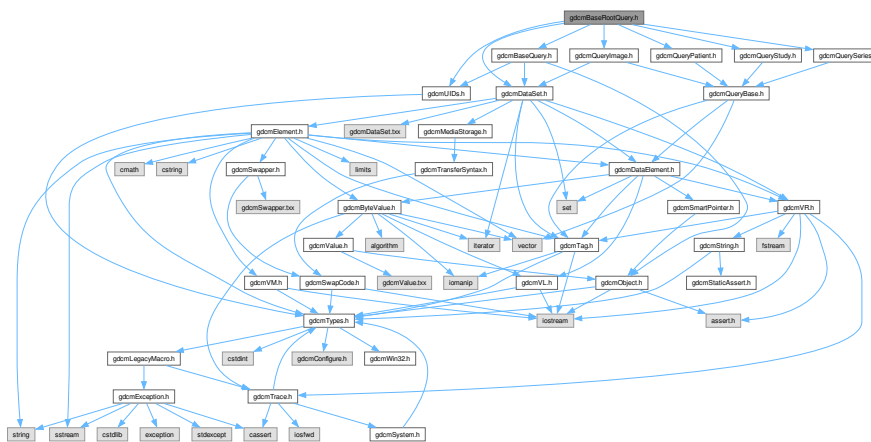 gdcmBaseRootQuery.h
gdcmBaseQuery.h
gdcmQueryImage.h
gdcmQueryPatient.h
gdcmQueryStudy.h
gdcmQuerySeries.h
gdcmUIDs.h
gdcmDataSet.h
gdcmQueryBase.h
gdcmElement.h
gdcmDataSet.txx
gdcmMediaStorage.h
cmath
cstring
gdcmSwapper.h
limits
gdcmTransferSyntax.h
gdcmDataElement.h
gdcmSwapper.txx
gdcmByteValue.h
set
gdcmSmartPointer.h
gdcmVR.h
gdcmValue.h
algorithm
iterator
vector
gdcmTag.h
gdcmString.h
fstream
gdcmVM.h
gdcmSwapCode.h
gdcmValue.txx
iomanip
gdcmVL.h
gdcmObject.h
gdcmStaticAssert.h
gdcmTypes.h
iostream
assert.h
gdcmLegacyMacro.h
cstdint
gdcmConfigure.h
gdcmWin32.h
gdcmException.h
gdcmTrace.h
string
sstream
cstdlib
exception
stdexcept
cassert
iosfwd
gdcmSystem.h